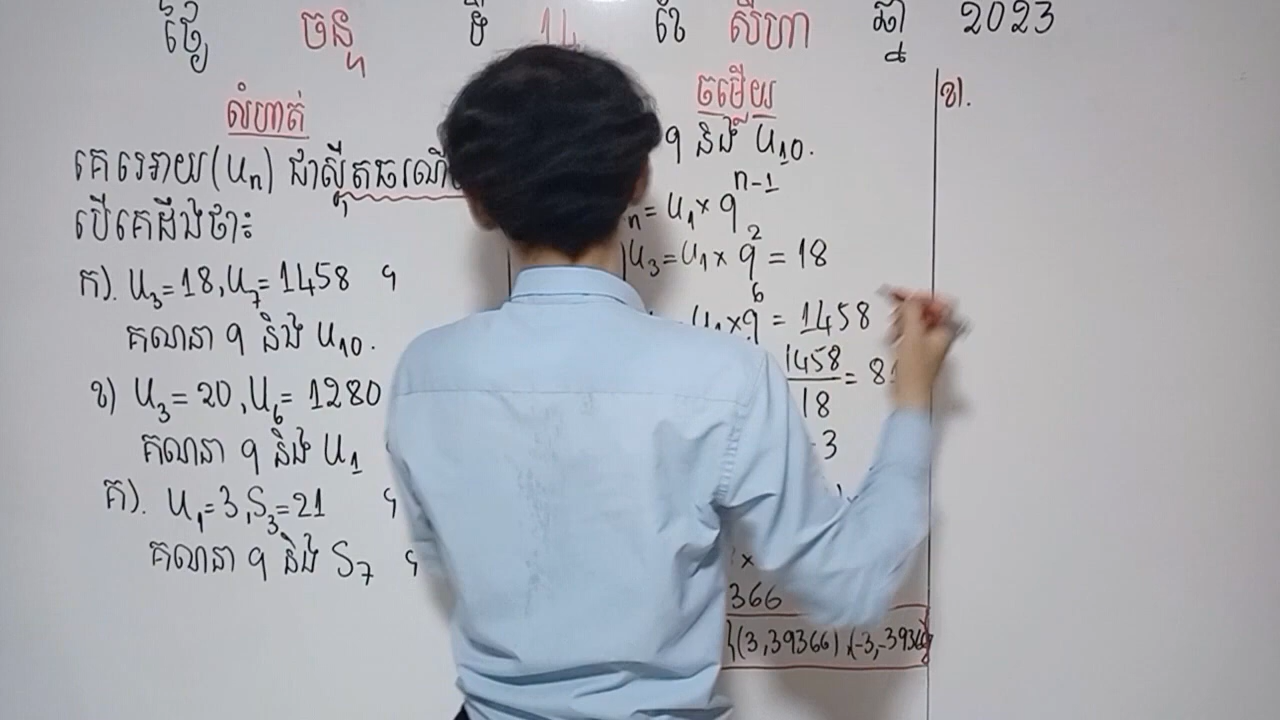 ថ្ងៃ ចន្ទ ទី 14 ខែ សីហា ឆ្នាំ 2023
លំហាត់
គេឲ្យ (Uₙ) ជាស្វ៊ីតធរណី
បើគេដឹងថា៖
ក). U₃=18,U₇=1458 ។
គណនា q និង U₁₀.
ខ) U₃=20,U₆=1280
គណនា q និង U₁
គ). U₁=3,S₃=21 ។
គណនា q និង S₇ ។
ចម្លើយ
q និង U₁₀.
ₙ=U₁×qⁿ⁻¹
U₃=U₁×q²=18
U₁×q⁶=1458
1458/18=81
3
×
366
(3,39366),(-3,-39366)
ខ).